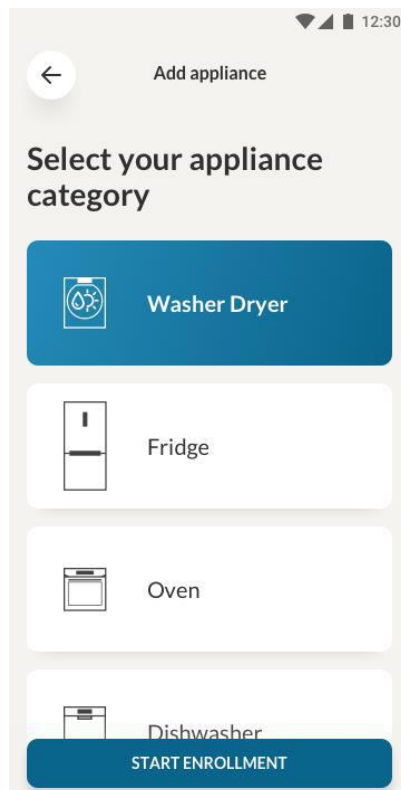 12:30
Add appliance
Select your appliance
category
Washer Dryer
Fridge
Oven
Dishwasher
START ENROLLMENT